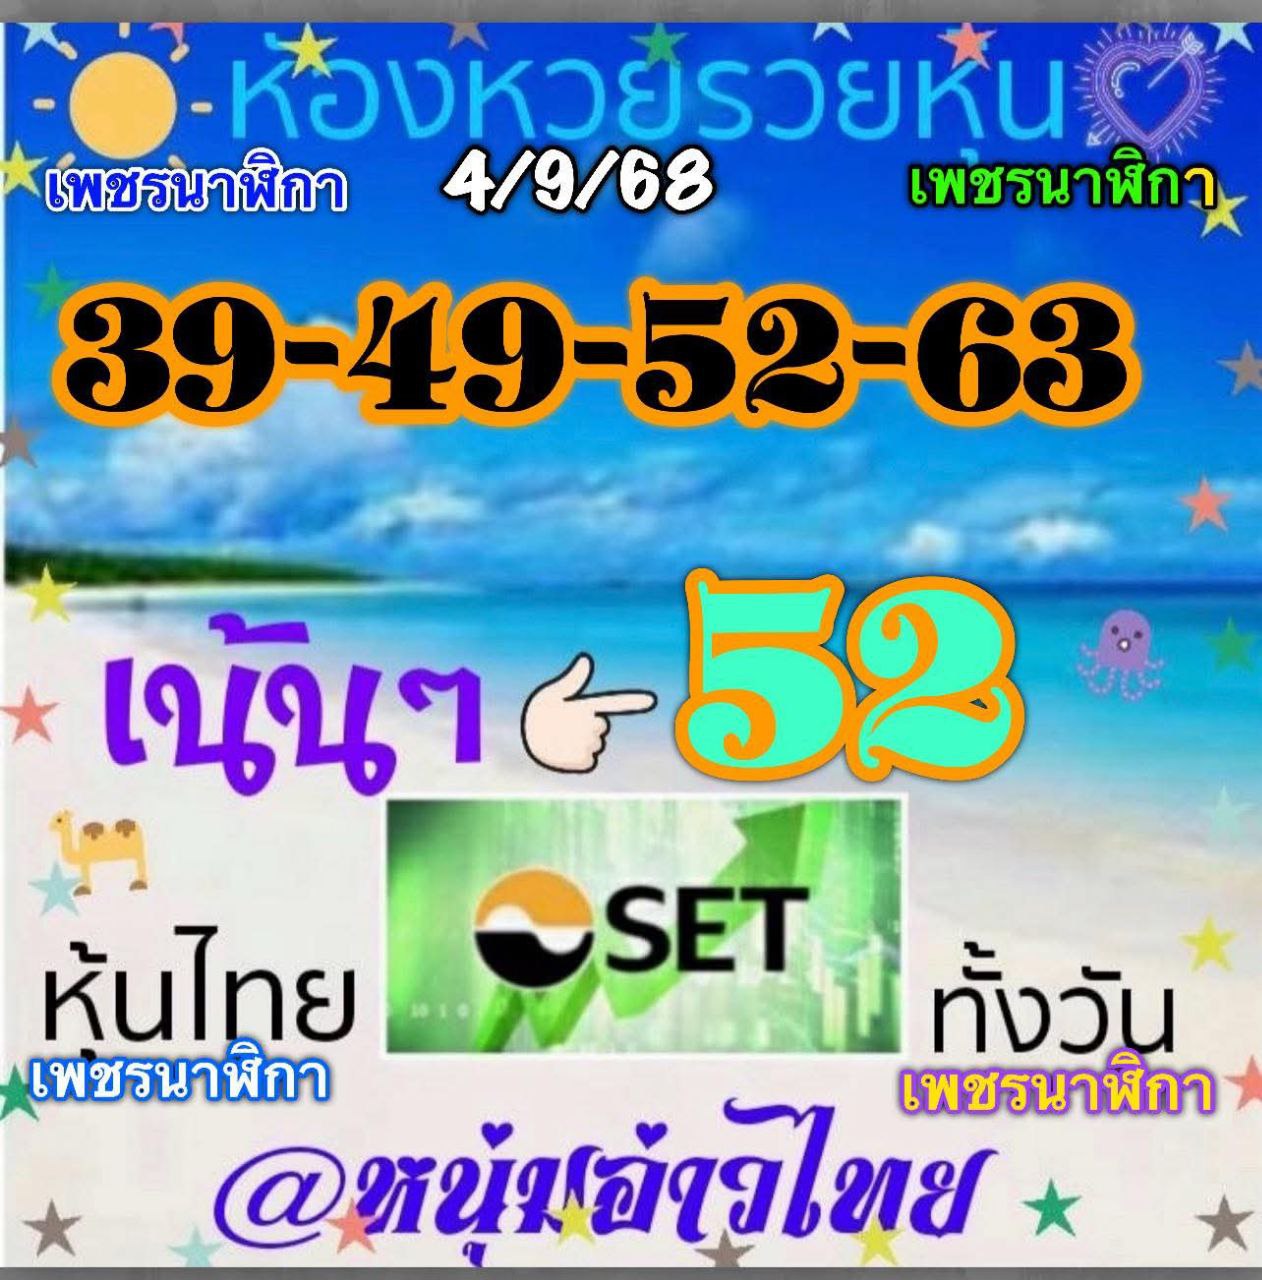 ห้องหวยรวยหุ้น
เพชรนาฬิกา 4/9/68 เพชรนาฬิกา
39-49-52-63
เน้นๆ 52
SET
หุ้นไทย ทั้งวัน
เพชรนาฬิกา เพชรนาฬิกา
@หนุ่มอ่าวไทย